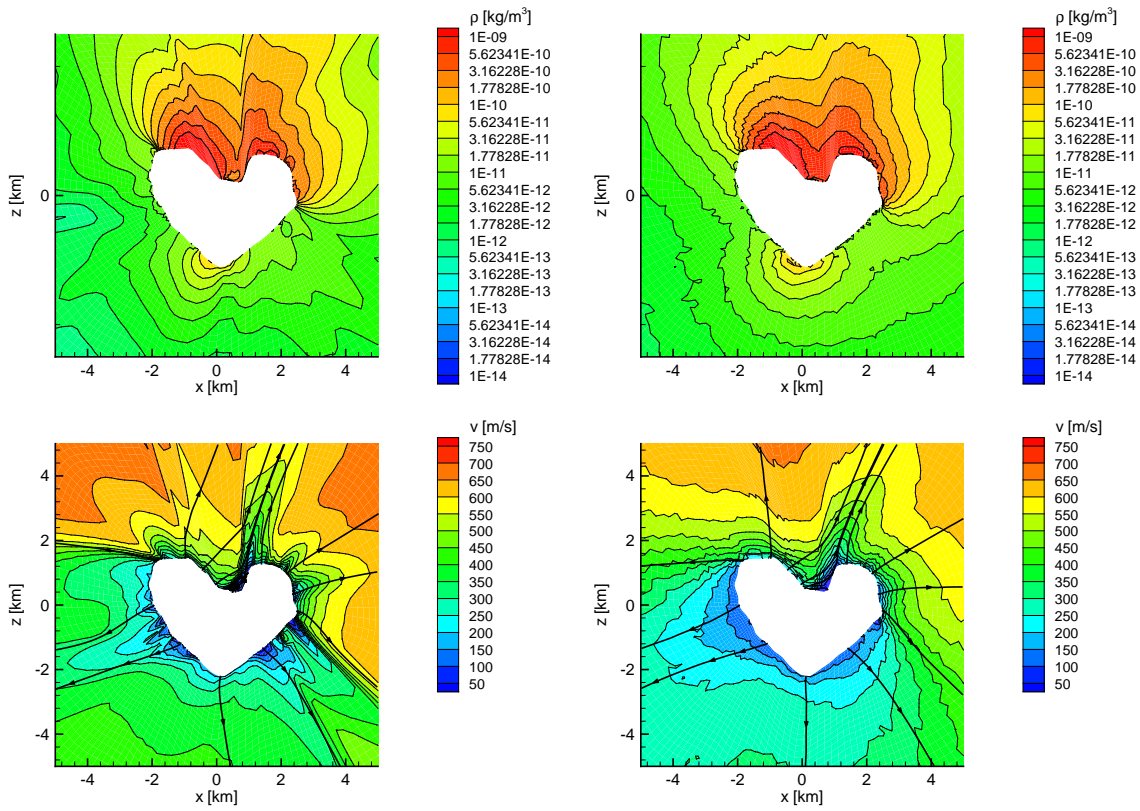 ρ [kg/m³]
1E-09
5.62341E-10
3.16228E-10
1.77828E-10
1E-10
5.62341E-11
3.16228E-11
1.77828E-11
1E-11
5.62341E-12
3.16228E-12
1.77828E-12
1E-12
5.62341E-13
3.16228E-13
1.77828E-13
1E-13
5.62341E-14
3.16228E-14
1.77828E-14
1E-14
z [km]
0
-4 -2 0 2 4
x [km]
ρ [kg/m³]
1E-09
5.62341E-10
3.16228E-10
1.77828E-10
1E-10
5.62341E-11
3.16228E-11
1.77828E-11
1E-11
5.62341E-12
3.16228E-12
1.77828E-12
1E-12
5.62341E-13
3.16228E-13
1.77828E-13
1E-13
5.62341E-14
3.16228E-14
1.77828E-14
1E-14
z [km]
0
-4 -2 0 2 4
x [km]
v [m/s]
750
700
600
500
450
400
350
300
250
200
150
100
50
z [km]
4
2
0
-2
-4
-4 -2 0 2 4
x [km]
v [m/s]
750
700
600
500
450
400
350
300
250
200
150
100
50
z [km]
4
2
0
-2
-4
-4 -2 0 2 4
x [km]